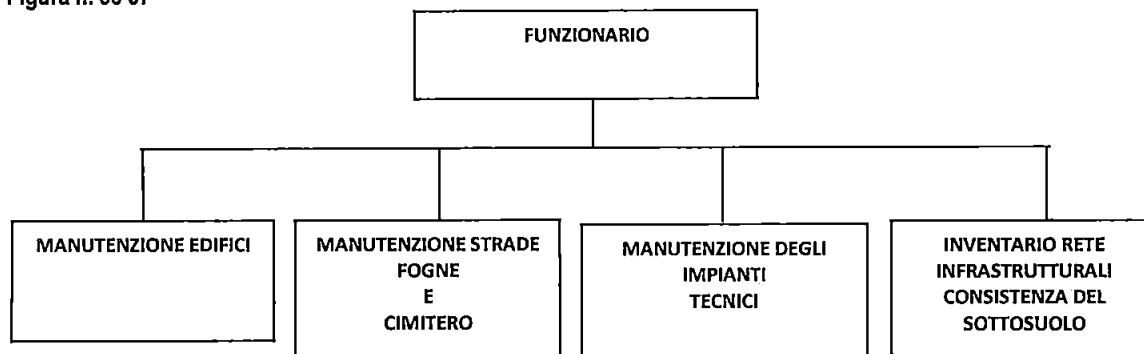 FUNZIONARIO
MANUTENZIONE EDIFICI
MANUTENZIONE STRADE
FOGNE
E
CIMITERO
MANUTENZIONE DEGLI
IMPIANTI
TECNICI
INVENTARIO RETE
INFRASTRUTTURALI
CONSISTENZA DEL
SOTTOSUOLO